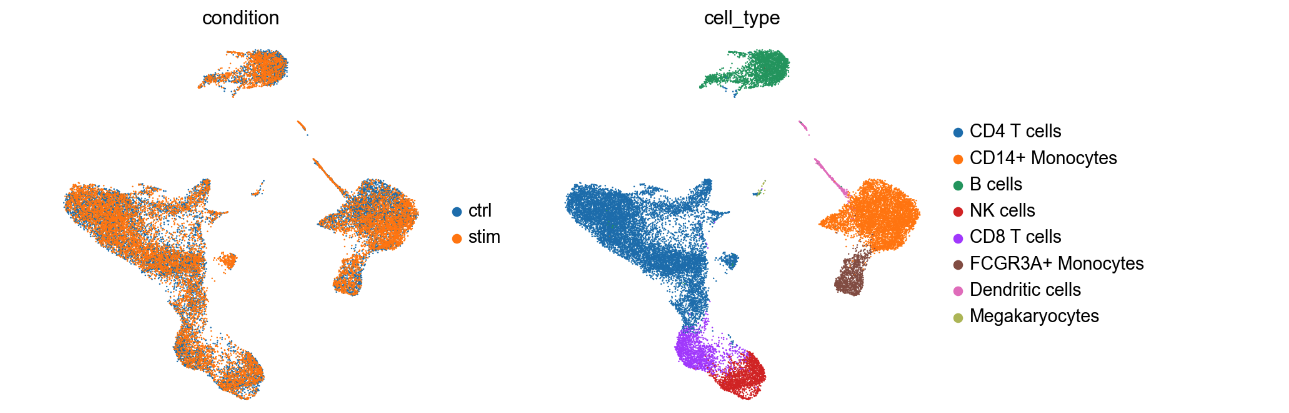 condition
ctrl
stim
cell_type
CD4 T cells
CD14+ Monocytes
B cells
NK cells
CD8 T cells
FCGR3A+ Monocytes
Dendritic cells
Megakaryocytes